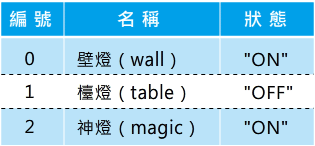 編號 名稱 狀態
0 壁燈（wall） "ON"
1 檯燈（table） "OFF"
2 神燈（magic） "ON"